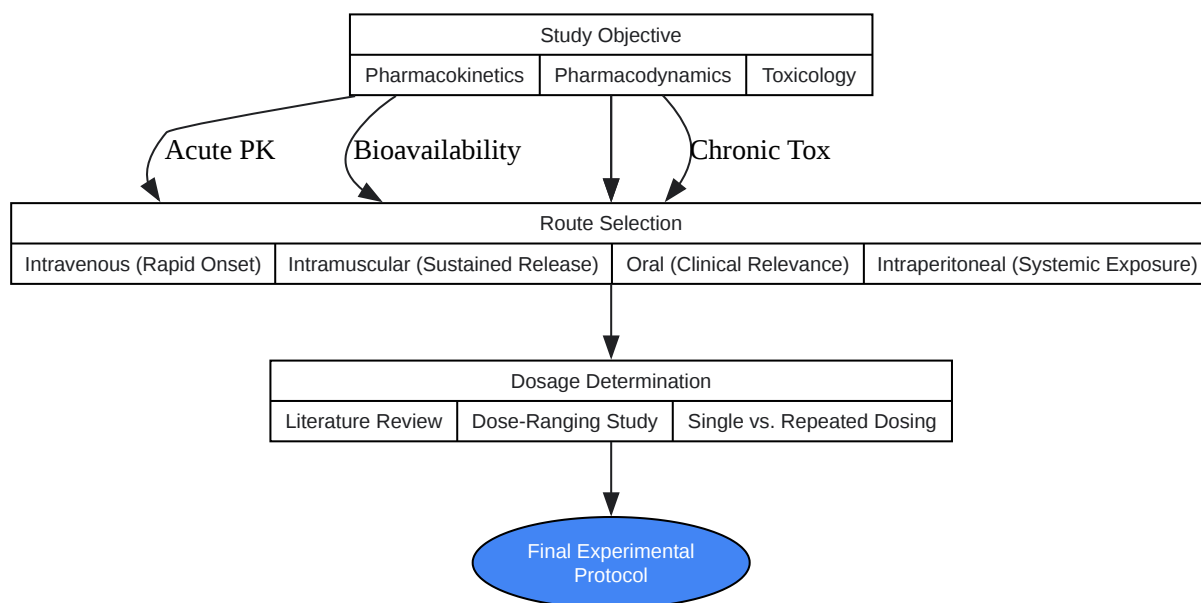 Study Objective
Pharmacokinetics
Pharmacodynamics
Toxicology
Acute PK
Bioavailability
Chronic Tox
Route Selection
Intravenous (Rapid Onset)
Intramuscular (Sustained Release)
Oral (Clinical Relevance)
Intraperitoneal (Systemic Exposure)
Dosage Determination
Literature Review
Dose-Ranging Study
Single vs. Repeated Dosing
Final Experimental
Protocol